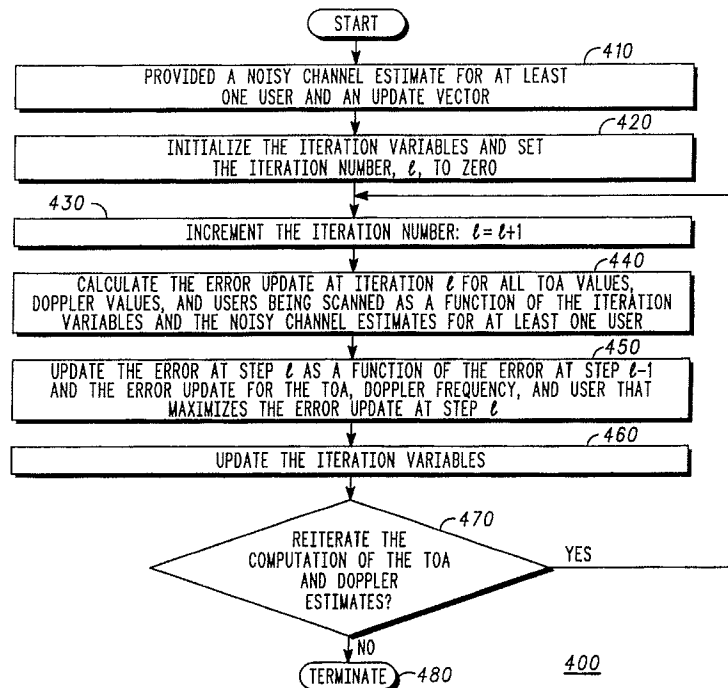 START
410
PROVIDED A NOISY CHANNEL ESTIMATE FOR AT LEAST
ONE USER AND AN UPDATE VECTOR
420
INITIALIZE THE ITERATION VARIABLES AND SET
THE ITERATION NUMBER, ℓ, TO ZERO
430
INCREMENT THE ITERATION NUMBER: ℓ=ℓ+1
440
CALCULATE THE ERROR UPDATE AT ITERATION ℓ FOR ALL TOA VALUES,
DOPPLER VALUES, AND USERS BEING SCANNED AS A FUNCTION OF THE ITERATION
VARIABLES AND THE NOISY CHANNEL ESTIMATES FOR AT LEAST ONE USER
450
UPDATE THE ERROR AT STEP ℓ AS A FUNCTION OF THE ERROR AT STEP ℓ-1
AND THE ERROR UPDATE FOR THE TOA, DOPPLER FREQUENCY, AND USER THAT
MAXIMIZES THE ERROR UPDATE AT STEP ℓ
460
UPDATE THE ITERATION VARIABLES
470
REITERATE THE
COMPUTATION OF THE TOA
AND DOPPLER
ESTIMATES?
YES
NO
TERMINATE
480
400